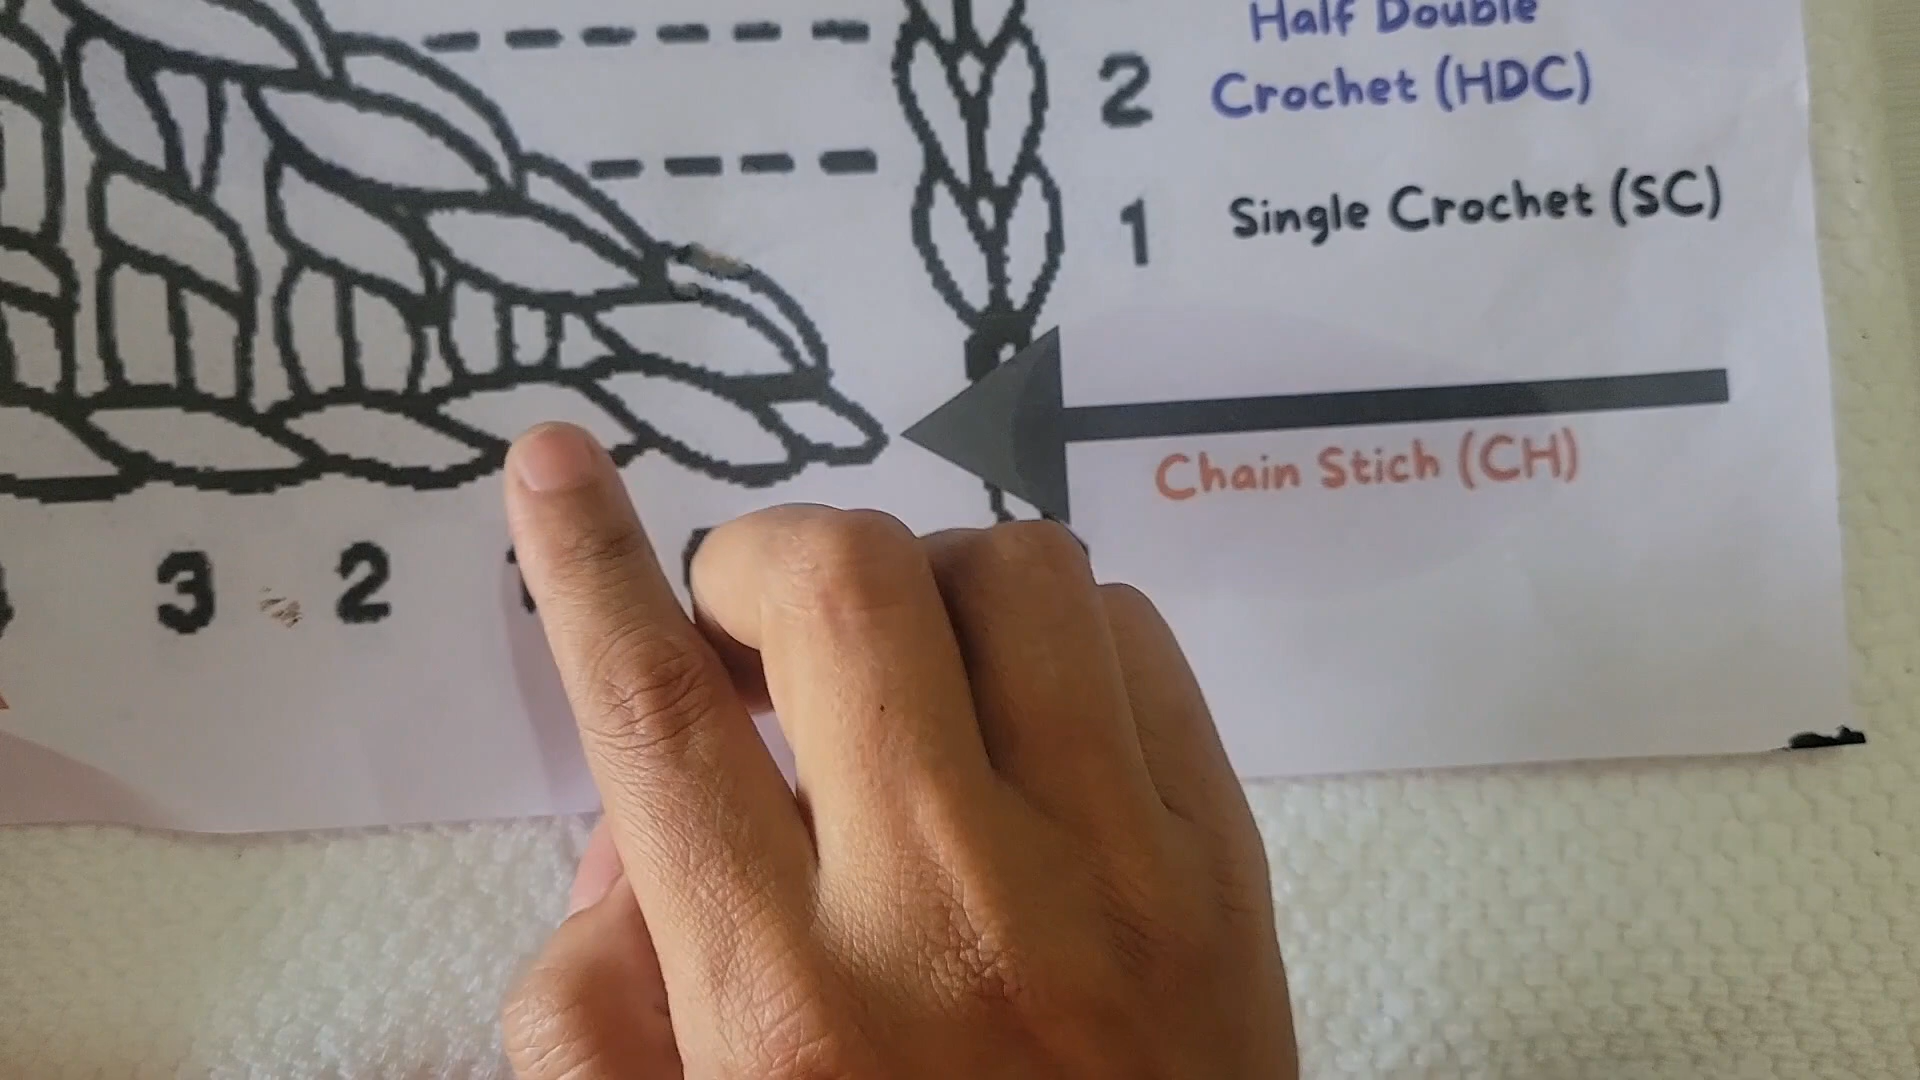 Half Double
2 Crochet (HDC)
1 Single Crochet (SC)
Chain Stich (CH)
3 2